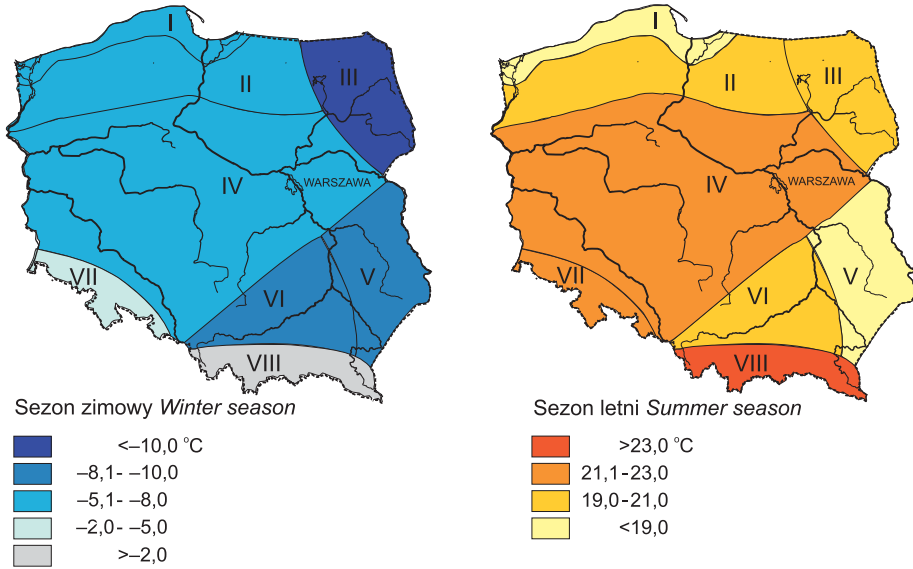 I
II
III
IV
WARSZAWA
V
VI
VII
VIII
Sezon zimowy Winter season
<–10,0 °C
–8,1- –10,0
–5,1- –8,0
–2,0- –5,0
>–2,0
I
II
III
IV
WARSZAWA
V
VI
VII
VIII
Sezon letni Summer season
>23,0 °C
21,1-23,0
19,0-21,0
<19,0